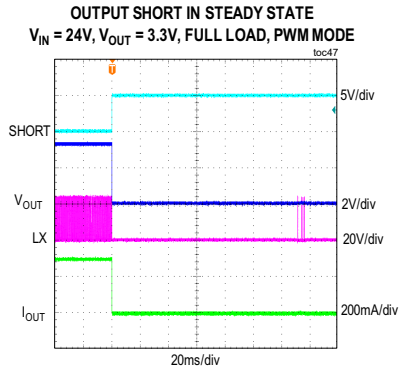 OUTPUT SHORT IN STEADY STATE
V_IN = 24V, V_OUT = 3.3V, FULL LOAD, PWM MODE
toc47
T
SHORT
5V/div
V_OUT
2V/div
LX
20V/div
I_OUT
200mA/div
20ms/div